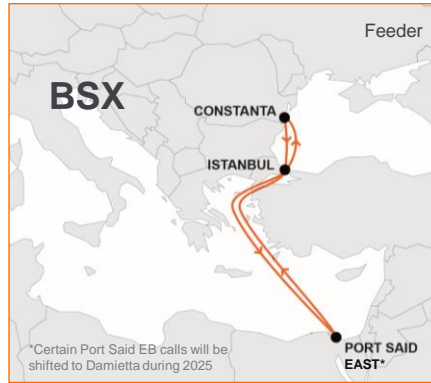 Feeder
BSX
CONSTANTA
ISTANBUL
PORT SAID
EAST*
*Certain Port Said EB calls will be
shifted to Damietta during 2025